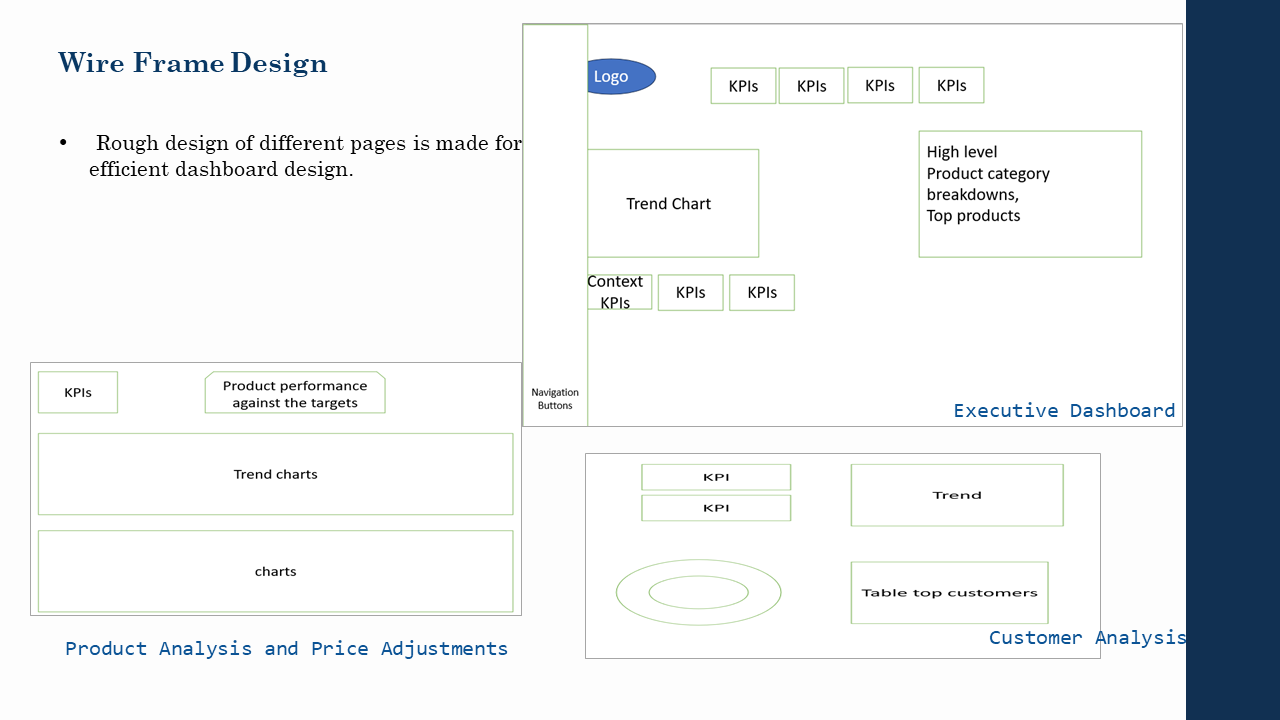 Wire Frame Design
• Rough design of different pages is made for
efficient dashboard design.
Logo
KPIs KPIs KPIs KPIs
Trend Chart
High level
Product category
breakdowns,
Top products
Context
KPIs
KPIs KPIs
Navigation
Buttons
Executive Dashboard
KPIs
Product performance
against the targets
Trend charts
charts
Product Analysis and Price Adjustments
KPI
KPI
Trend
Table top customers
Customer Analysis